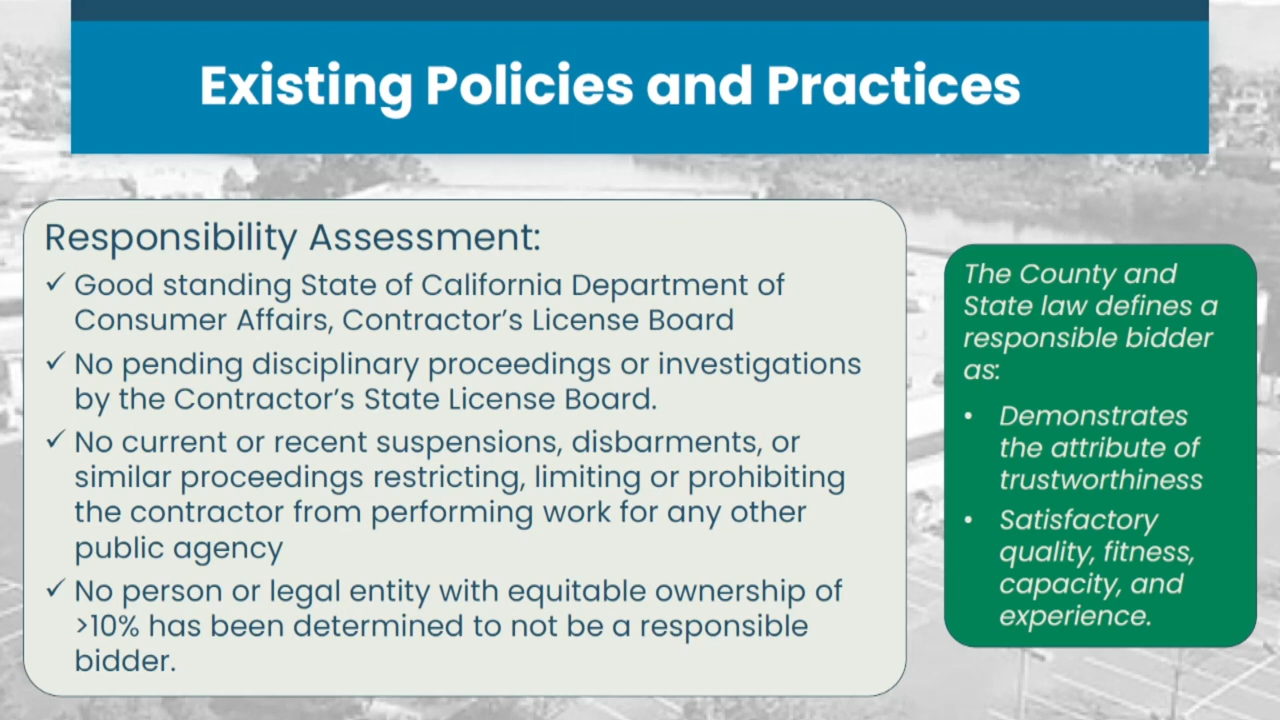 Existing Policies and Practices
Responsibility Assessment:
✓ Good standing State of California Department of
Consumer Affairs, Contractor’s License Board
✓ No pending disciplinary proceedings or investigations
by the Contractor’s State License Board.
✓ No current or recent suspensions, disbarments, or
similar proceedings restricting, limiting or prohibiting
the contractor from performing work for any other
public agency
✓ No person or legal entity with equitable ownership of
>10% has been determined to not be a responsible
bidder.
The County and
State law defines a
responsible bidder
as:
• Demonstrates
the attribute of
trustworthiness
• Satisfactory
quality, fitness,
capacity, and
experience.